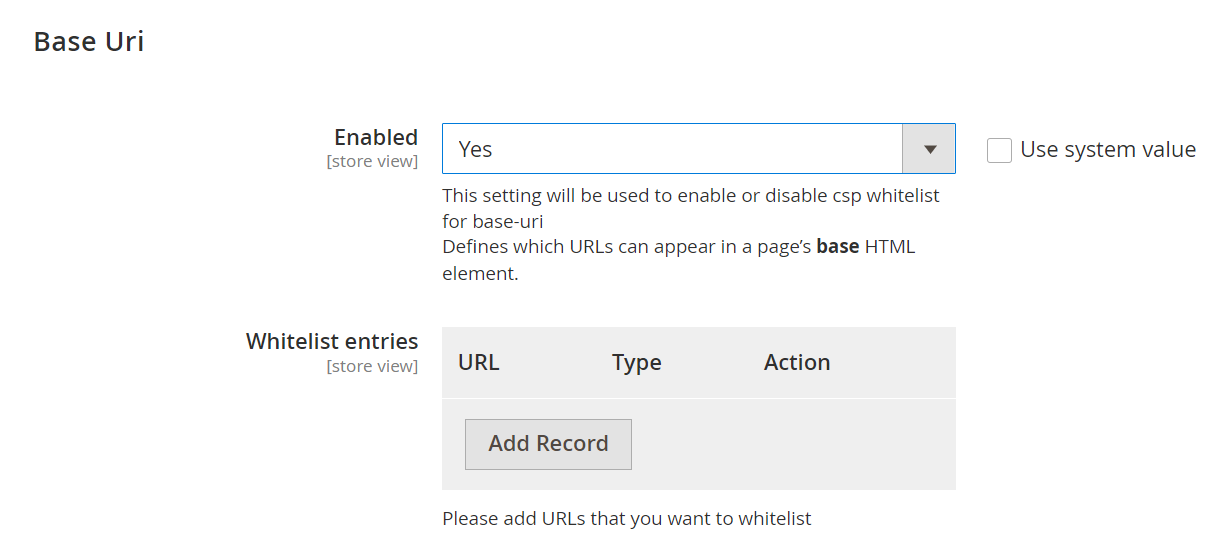 Base Uri
Enabled
[store view]
Yes
Use system value
This setting will be used to enable or disable csp whitelist
for base-uri
Defines which URLs can appear in a page’s base HTML
element.
Whitelist entries
[store view]
URL Type Action
Add Record
Please add URLs that you want to whitelist